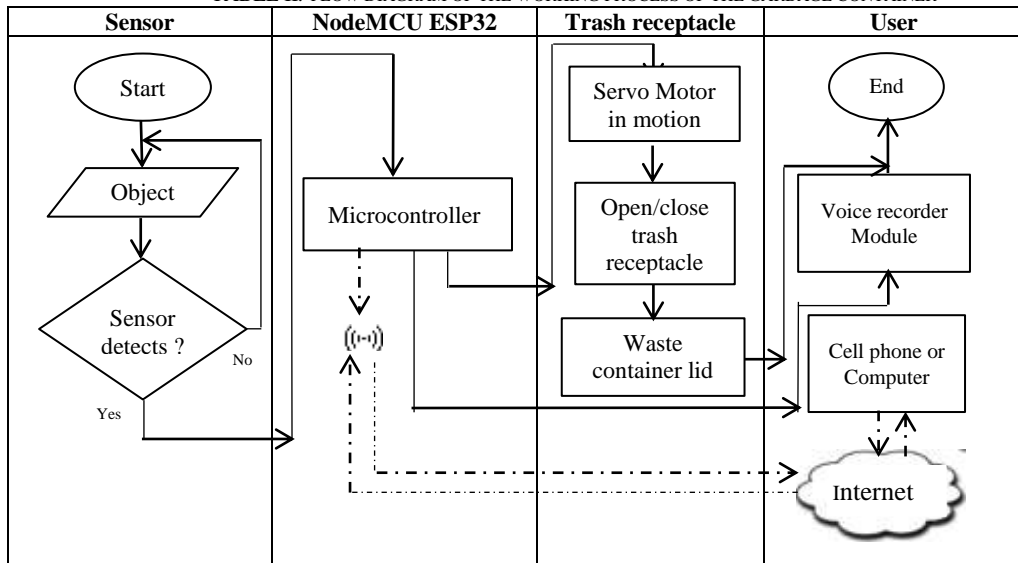 Sensor
NodeMCU ESP32
Trash receptacle
User
Start
Object
Sensor
detects ?
No
Yes
Microcontroller
Servo Motor
in motion
Open/close
trash
receptacle
Waste
container lid
End
Voice recorder
Module
Cell phone or
Computer
Internet